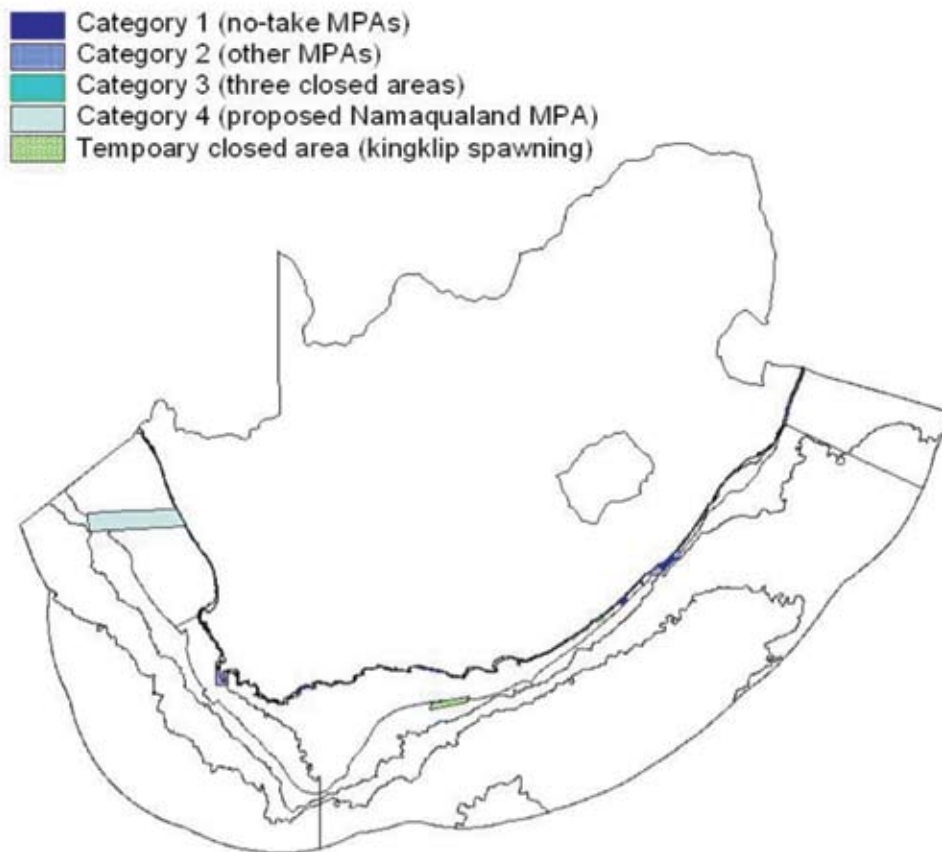 Category 1 (no-take MPAs)
Category 2 (other MPAs)
Category 3 (three closed areas)
Category 4 (proposed Namaqualand MPA)
Tempoary closed area (kingklip spawning)